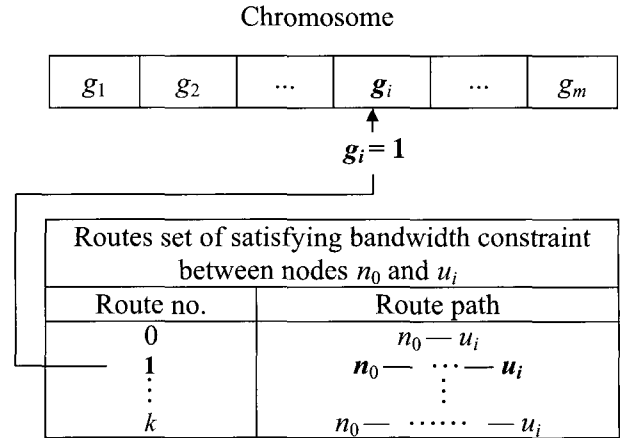 Chromosome
g1 g2 ... gi ... gm
gi = 1
Routes set of satisfying bandwidth constraint
between nodes n0 and ui
Route no. Route path
0 n0 — ui
1 n0 — ... — ui
⋮ ⋮
k n0 — ...... — ui